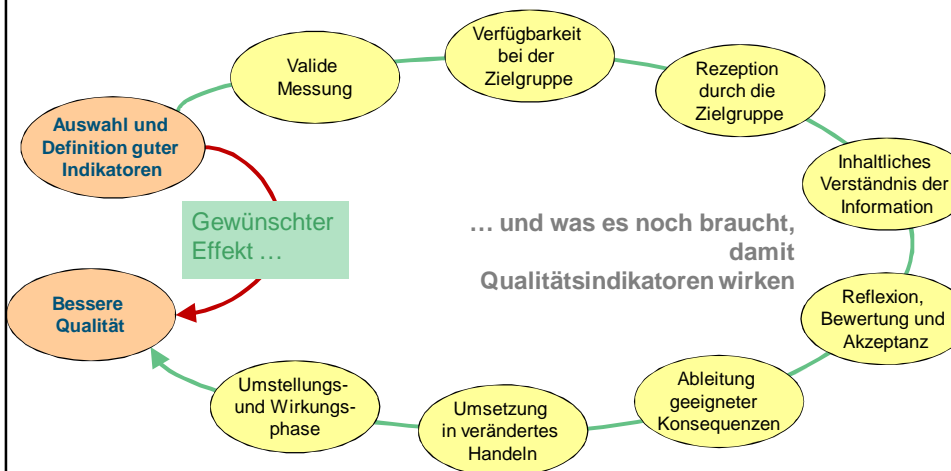 Auswahl und
Definition guter
Indikatoren
Valide
Messung
Verfügbarkeit
bei der
Zielgruppe
Rezeption
durch die
Zielgruppe
Inhaltliches
Verständnis der
Information
Reflexion,
Bewertung und
Akzeptanz
Ableitung
geeigneter
Konsequenzen
Umsetzung
in verändertes
Handeln
Umstellungs-
und Wirkungs-
phase
Bessere
Qualität
Gewünschter
Effekt …
… und was es noch braucht,
damit
Qualitätsindikatoren wirken